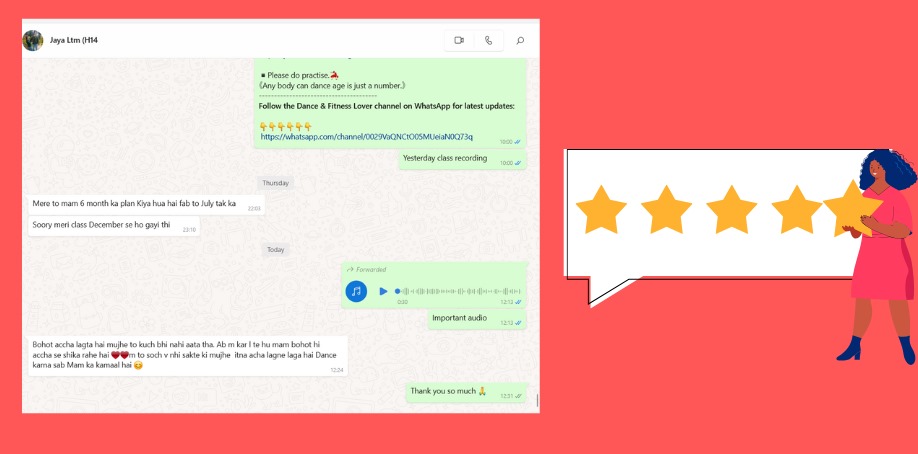 Jaya Ltm (H14
▪ Please do practise.💃
《Any body can dance age is just a number.》
----------------------------------------
Follow the Dance & Fitness Lover channel on WhatsApp for latest updates:
👇👇👇👇👇👇
https://whatsapp.com/channel/0029VaQNCtO05MUeiaN0Q73q
10:00
Yesterday class recording
10:00
Thursday
Mere to mam 6 month ka plan Kiya hua hai fab to July tak ka
22:03
Soory meri class December se ho gayi thi
23:10
Today
Forwarded
0:30
12:13
Important audio
12:13
Bohot accha lagta hai mujhe to kuch bhi nahi aata tha. Ab m kar l te hu mam bohot hi
accha se shika rahe hai ❤️❤️m to soch v nhi sakte ki mujhe itna acha lagne laga hai Dance
karna sab Mam ka kamaal hai 😊
12:24
Thank you so much 🙏
12:31